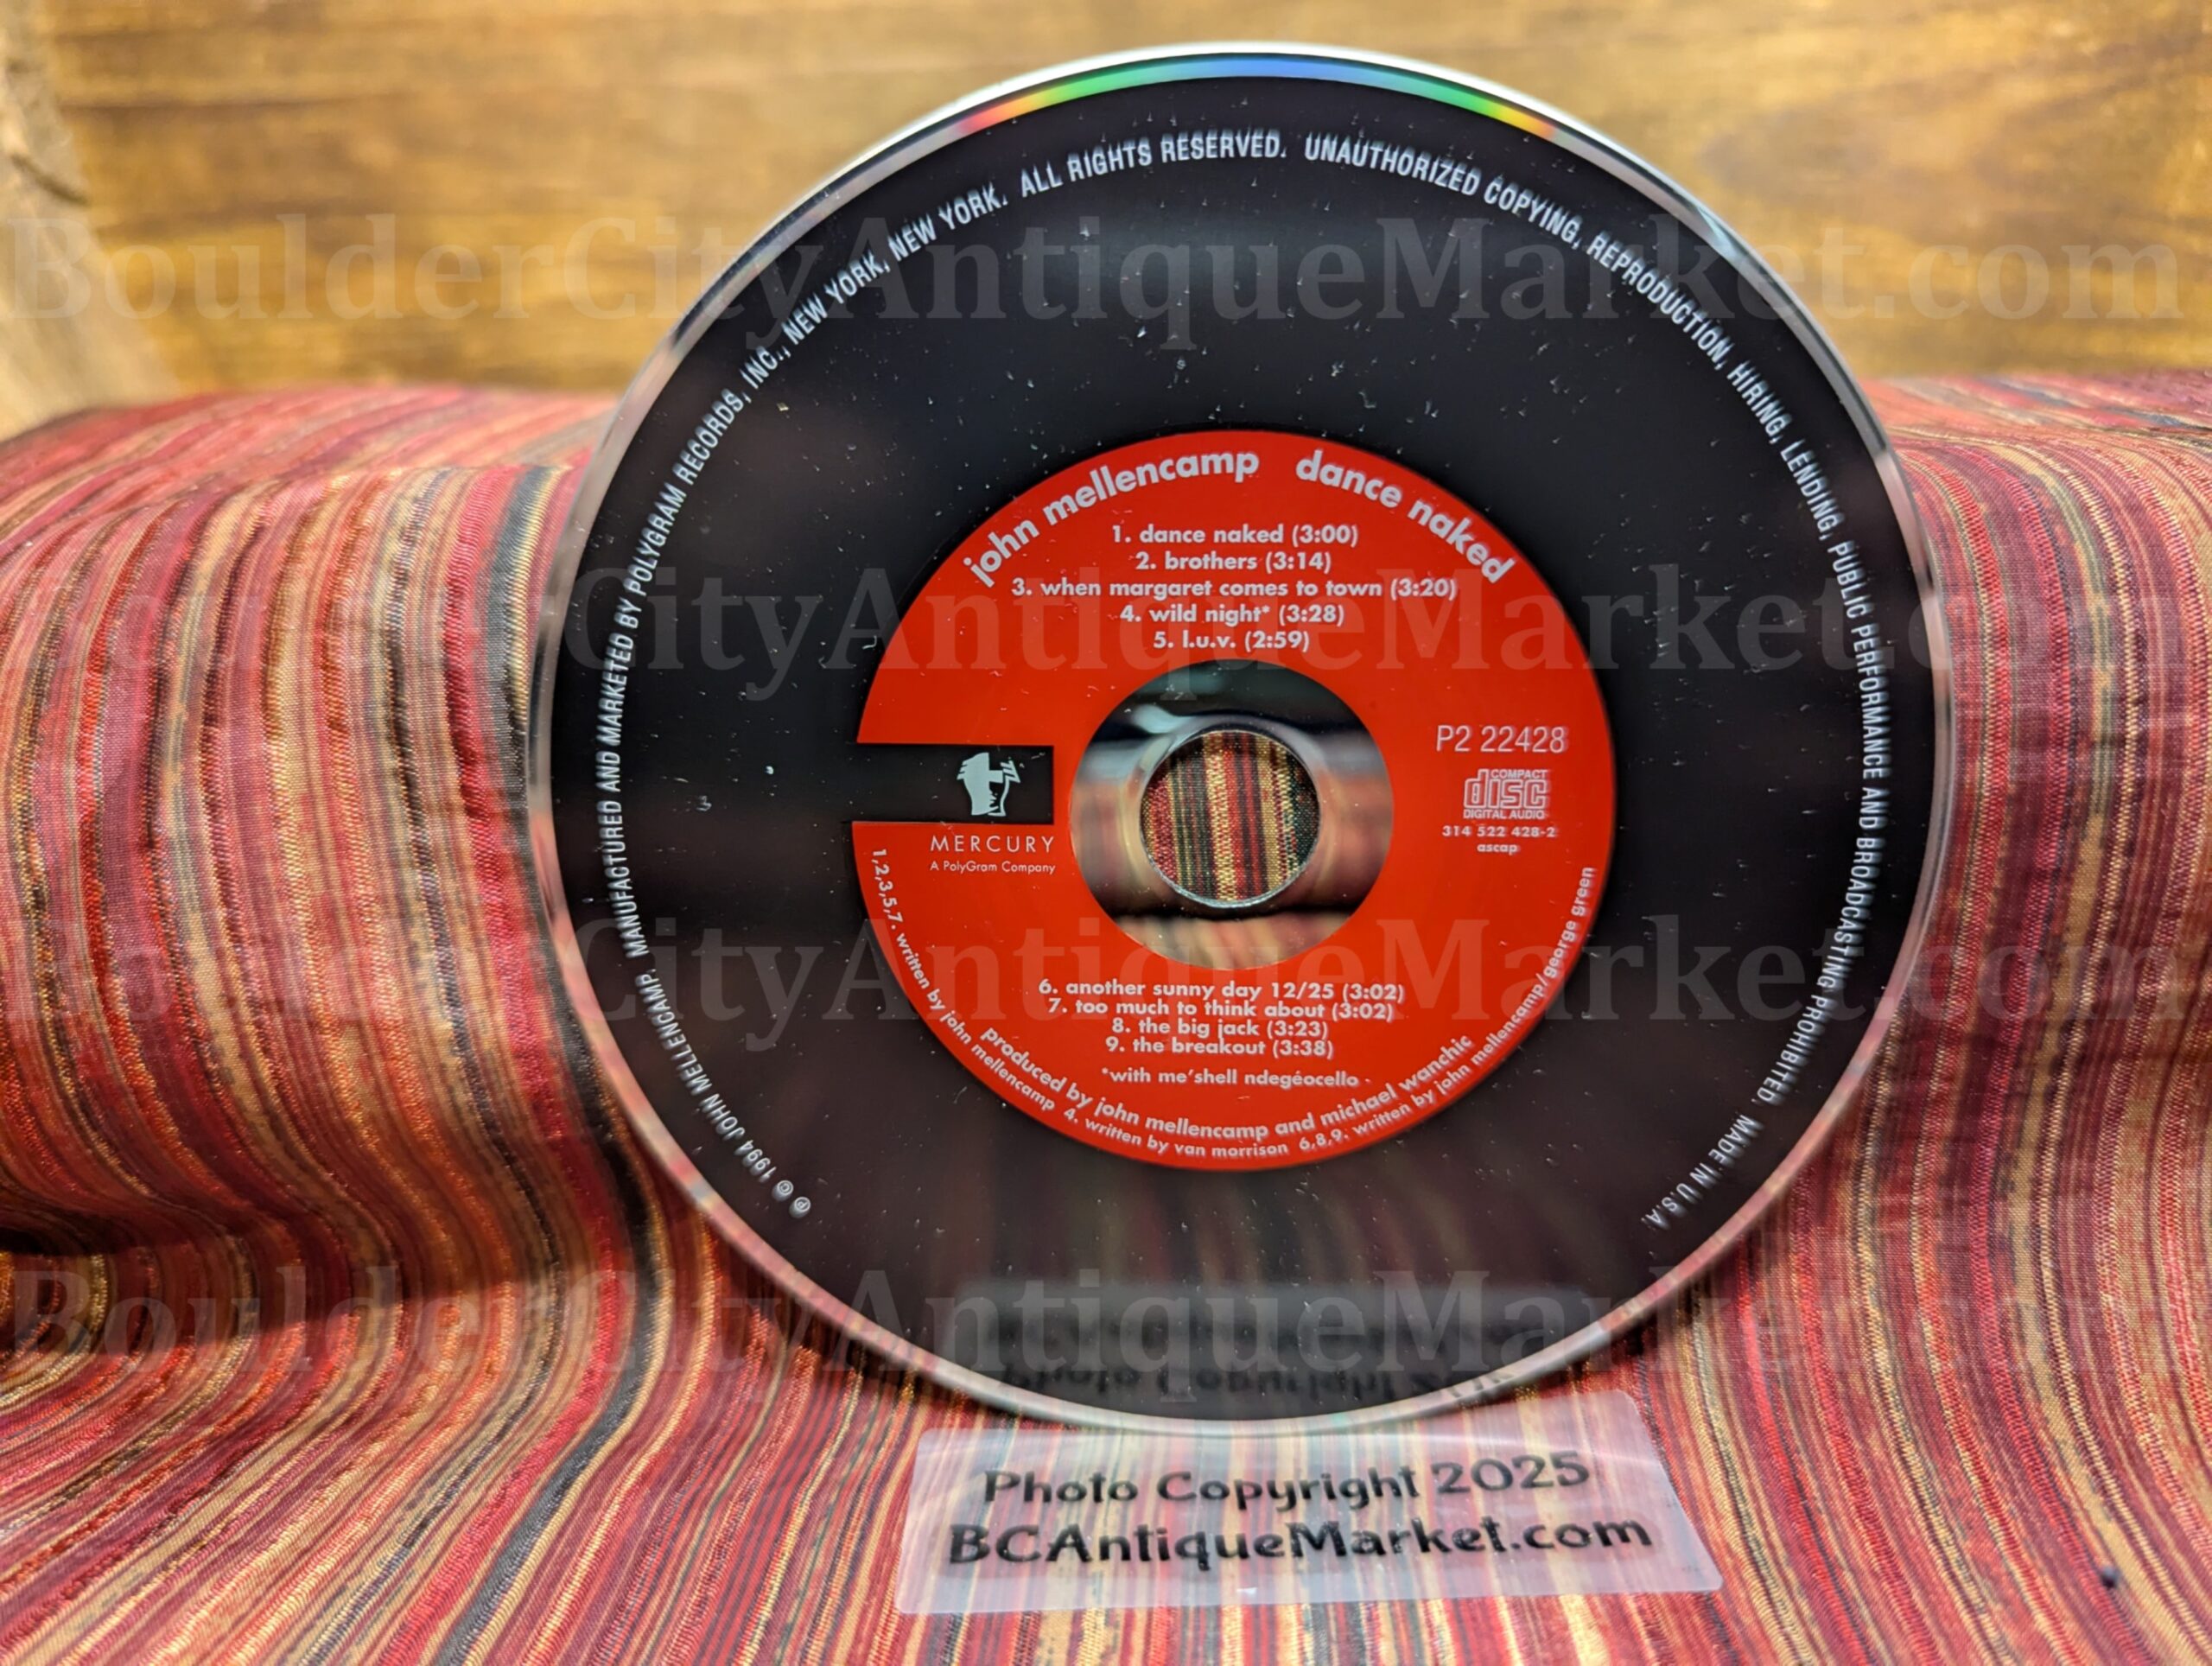 ℗ © 1994 JOHN MELLENCAMP. MANUFACTURED AND MARKETED BY POLYGRAM RECORDS, INC., NEW YORK, NEW YORK. ALL RIGHTS RESERVED. UNAUTHORIZED COPYING, REPRODUCTION, HIRING, LENDING, PUBLIC PERFORMANCE AND BROADCASTING PROHIBITED. MADE IN U.S.A.
john mellencamp dance naked
1. dance naked (3:00)
2. brothers (3:14)
3. when margaret comes to town (3:20)
4. wild night* (3:28)
5. l.u.v. (2:59)
P2 22428
COMPACT
disc
DIGITAL AUDIO
314 522 428-2
ascap
MERCURY
A PolyGram Company
6. another sunny day 12/25 (3:02)
7. too much to think about (3:02)
8. the big jack (3:23)
9. the breakout (3:38)
*with me'shell ndegéocello
produced by john mellencamp and michael wanchic
1,2,3,5,7. written by john mellencamp 4. written by van morrison 6,8,9. written by john mellencamp/george green
Photo Copyright 2025
BCAntiqueMarket.com
BoulderCityAntiqueMarket.com
BoulderCityAntiqueMarket.com
BoulderCityAntiqueMarket.com
BoulderCityAntiqueMarket.com